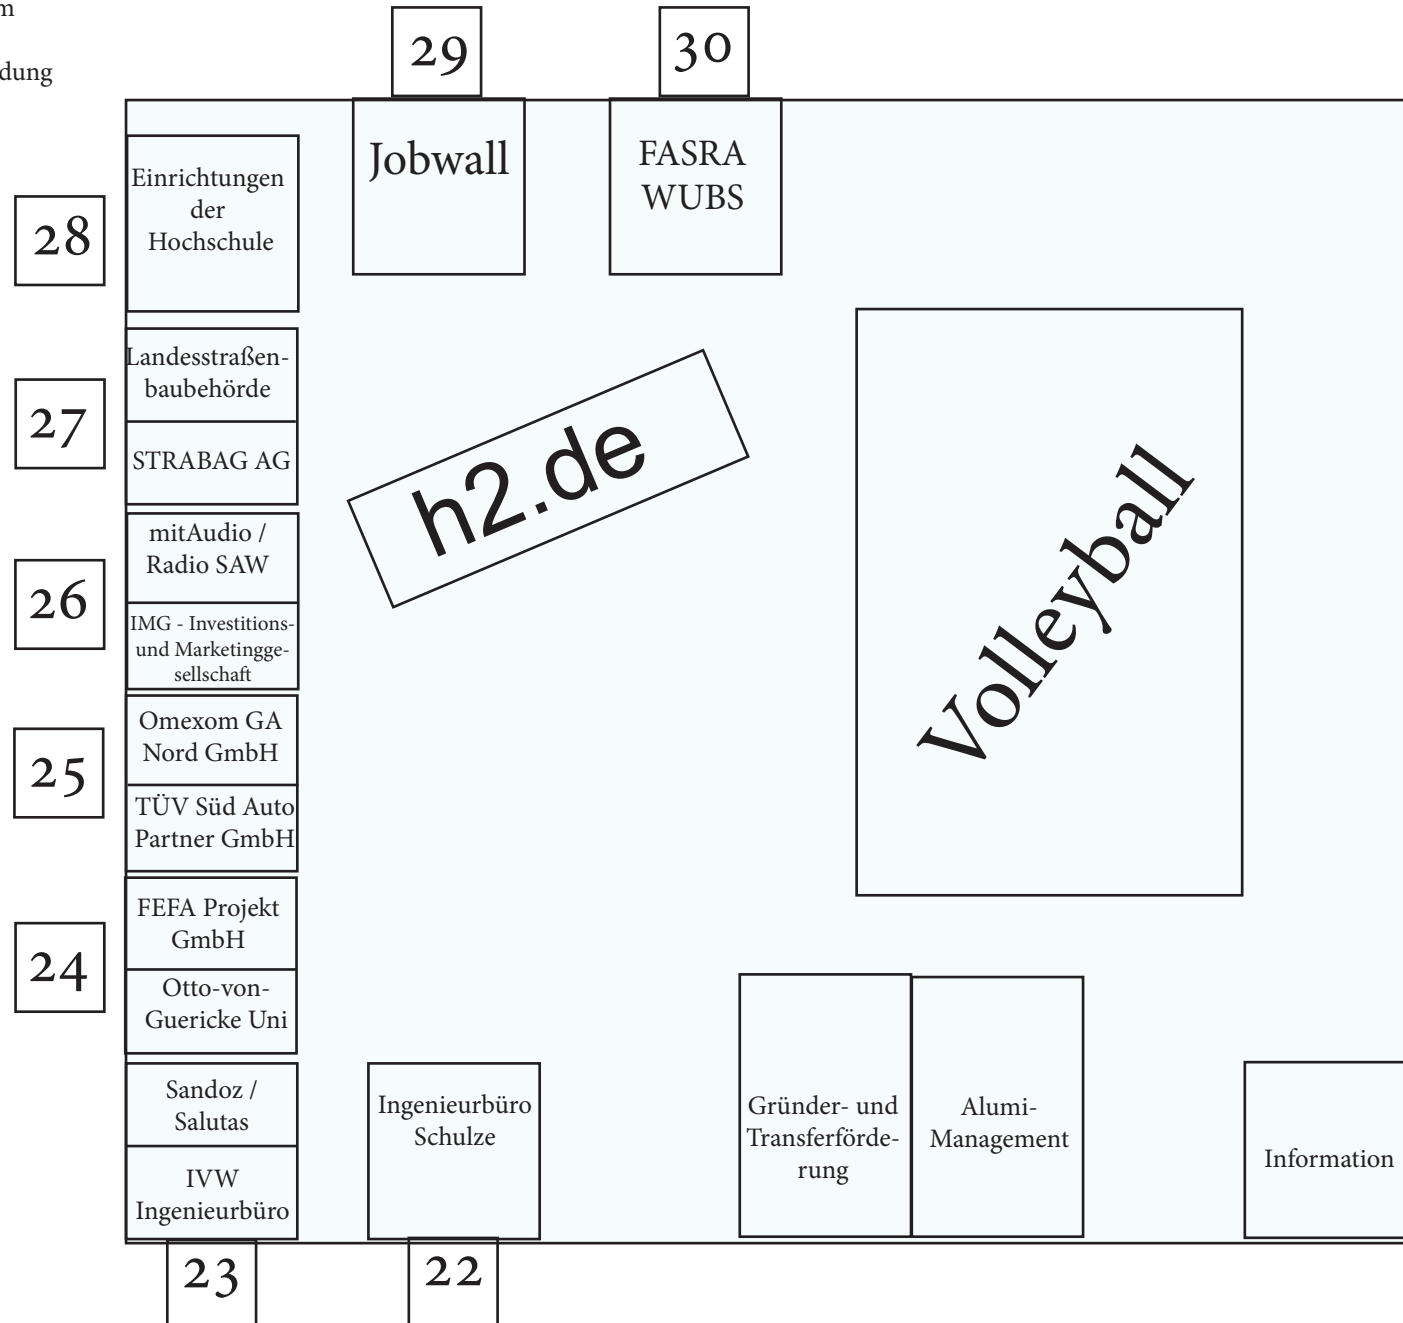 m
dung
29
30
Jobwall
FASRA
WUBS
28
Einrichtungen
der
Hochschule
27
Landesstraßen-
baubehörde
STRABAG AG
h2.de
Volleyball
26
mitAudio /
Radio SAW
IMG - Investitions-
und Marketingge-
sellschaft
25
Omexom GA
Nord GmbH
TÜV Süd Auto
Partner GmbH
24
FEFA Projekt
GmbH
Otto-von-
Guericke Uni
Sandoz /
Salutas
IVW
Ingenieurbüro
23
Ingenieurbüro
Schulze
22
Gründer- und
Transferförde-
rung
Alumi-
Management
Information